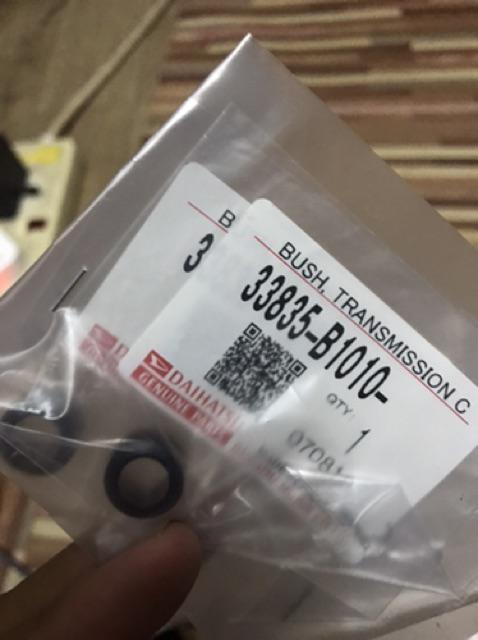 B
3
BUSH, TRANSMISSION C
33835-B1010-
QTY: 1
DAIHATSU
GENUINE PARTS